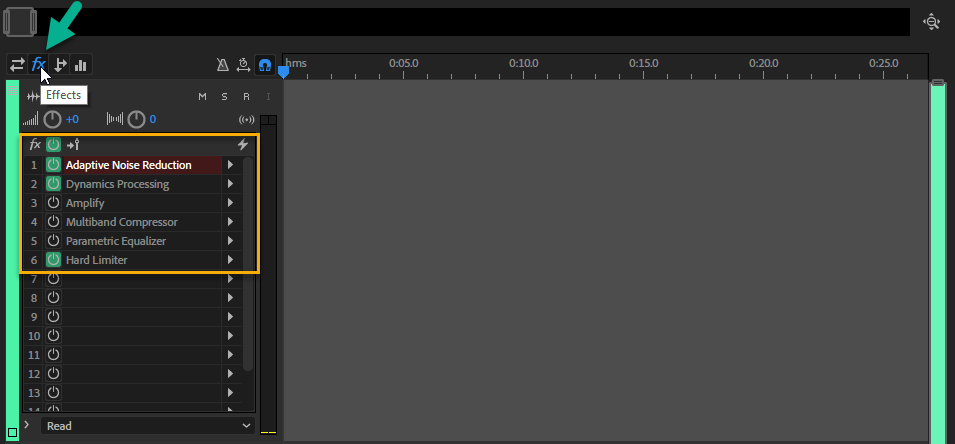 fx
hms 0:05.0 0:10.0 0:15.0 0:20.0 0:25.0
Effects
M S R I
+0 0
fx
1 Adaptive Noise Reduction
2 Dynamics Processing
3 Amplify
4 Multiband Compressor
5 Parametric Equalizer
6 Hard Limiter
7
8
9
10
11
12
13
14
Read